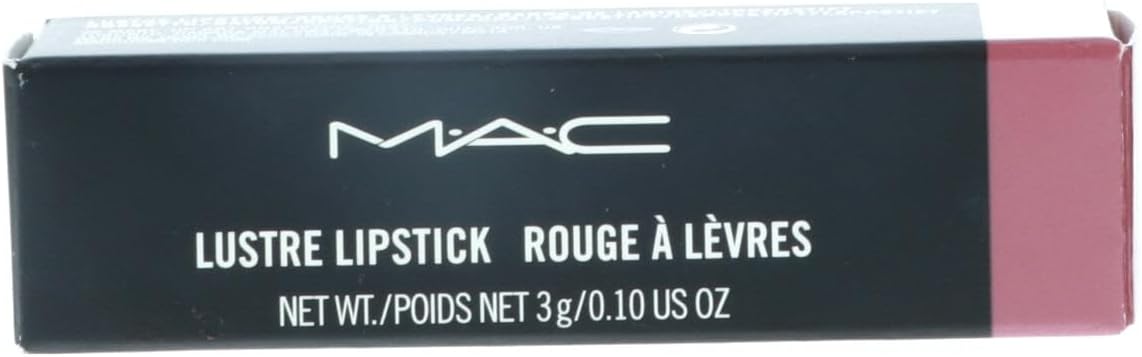 M·A·C
LUSTRE LIPSTICK ROUGE À LÈVRES
NET WT./POIDS NET 3 g/0.10 US OZ